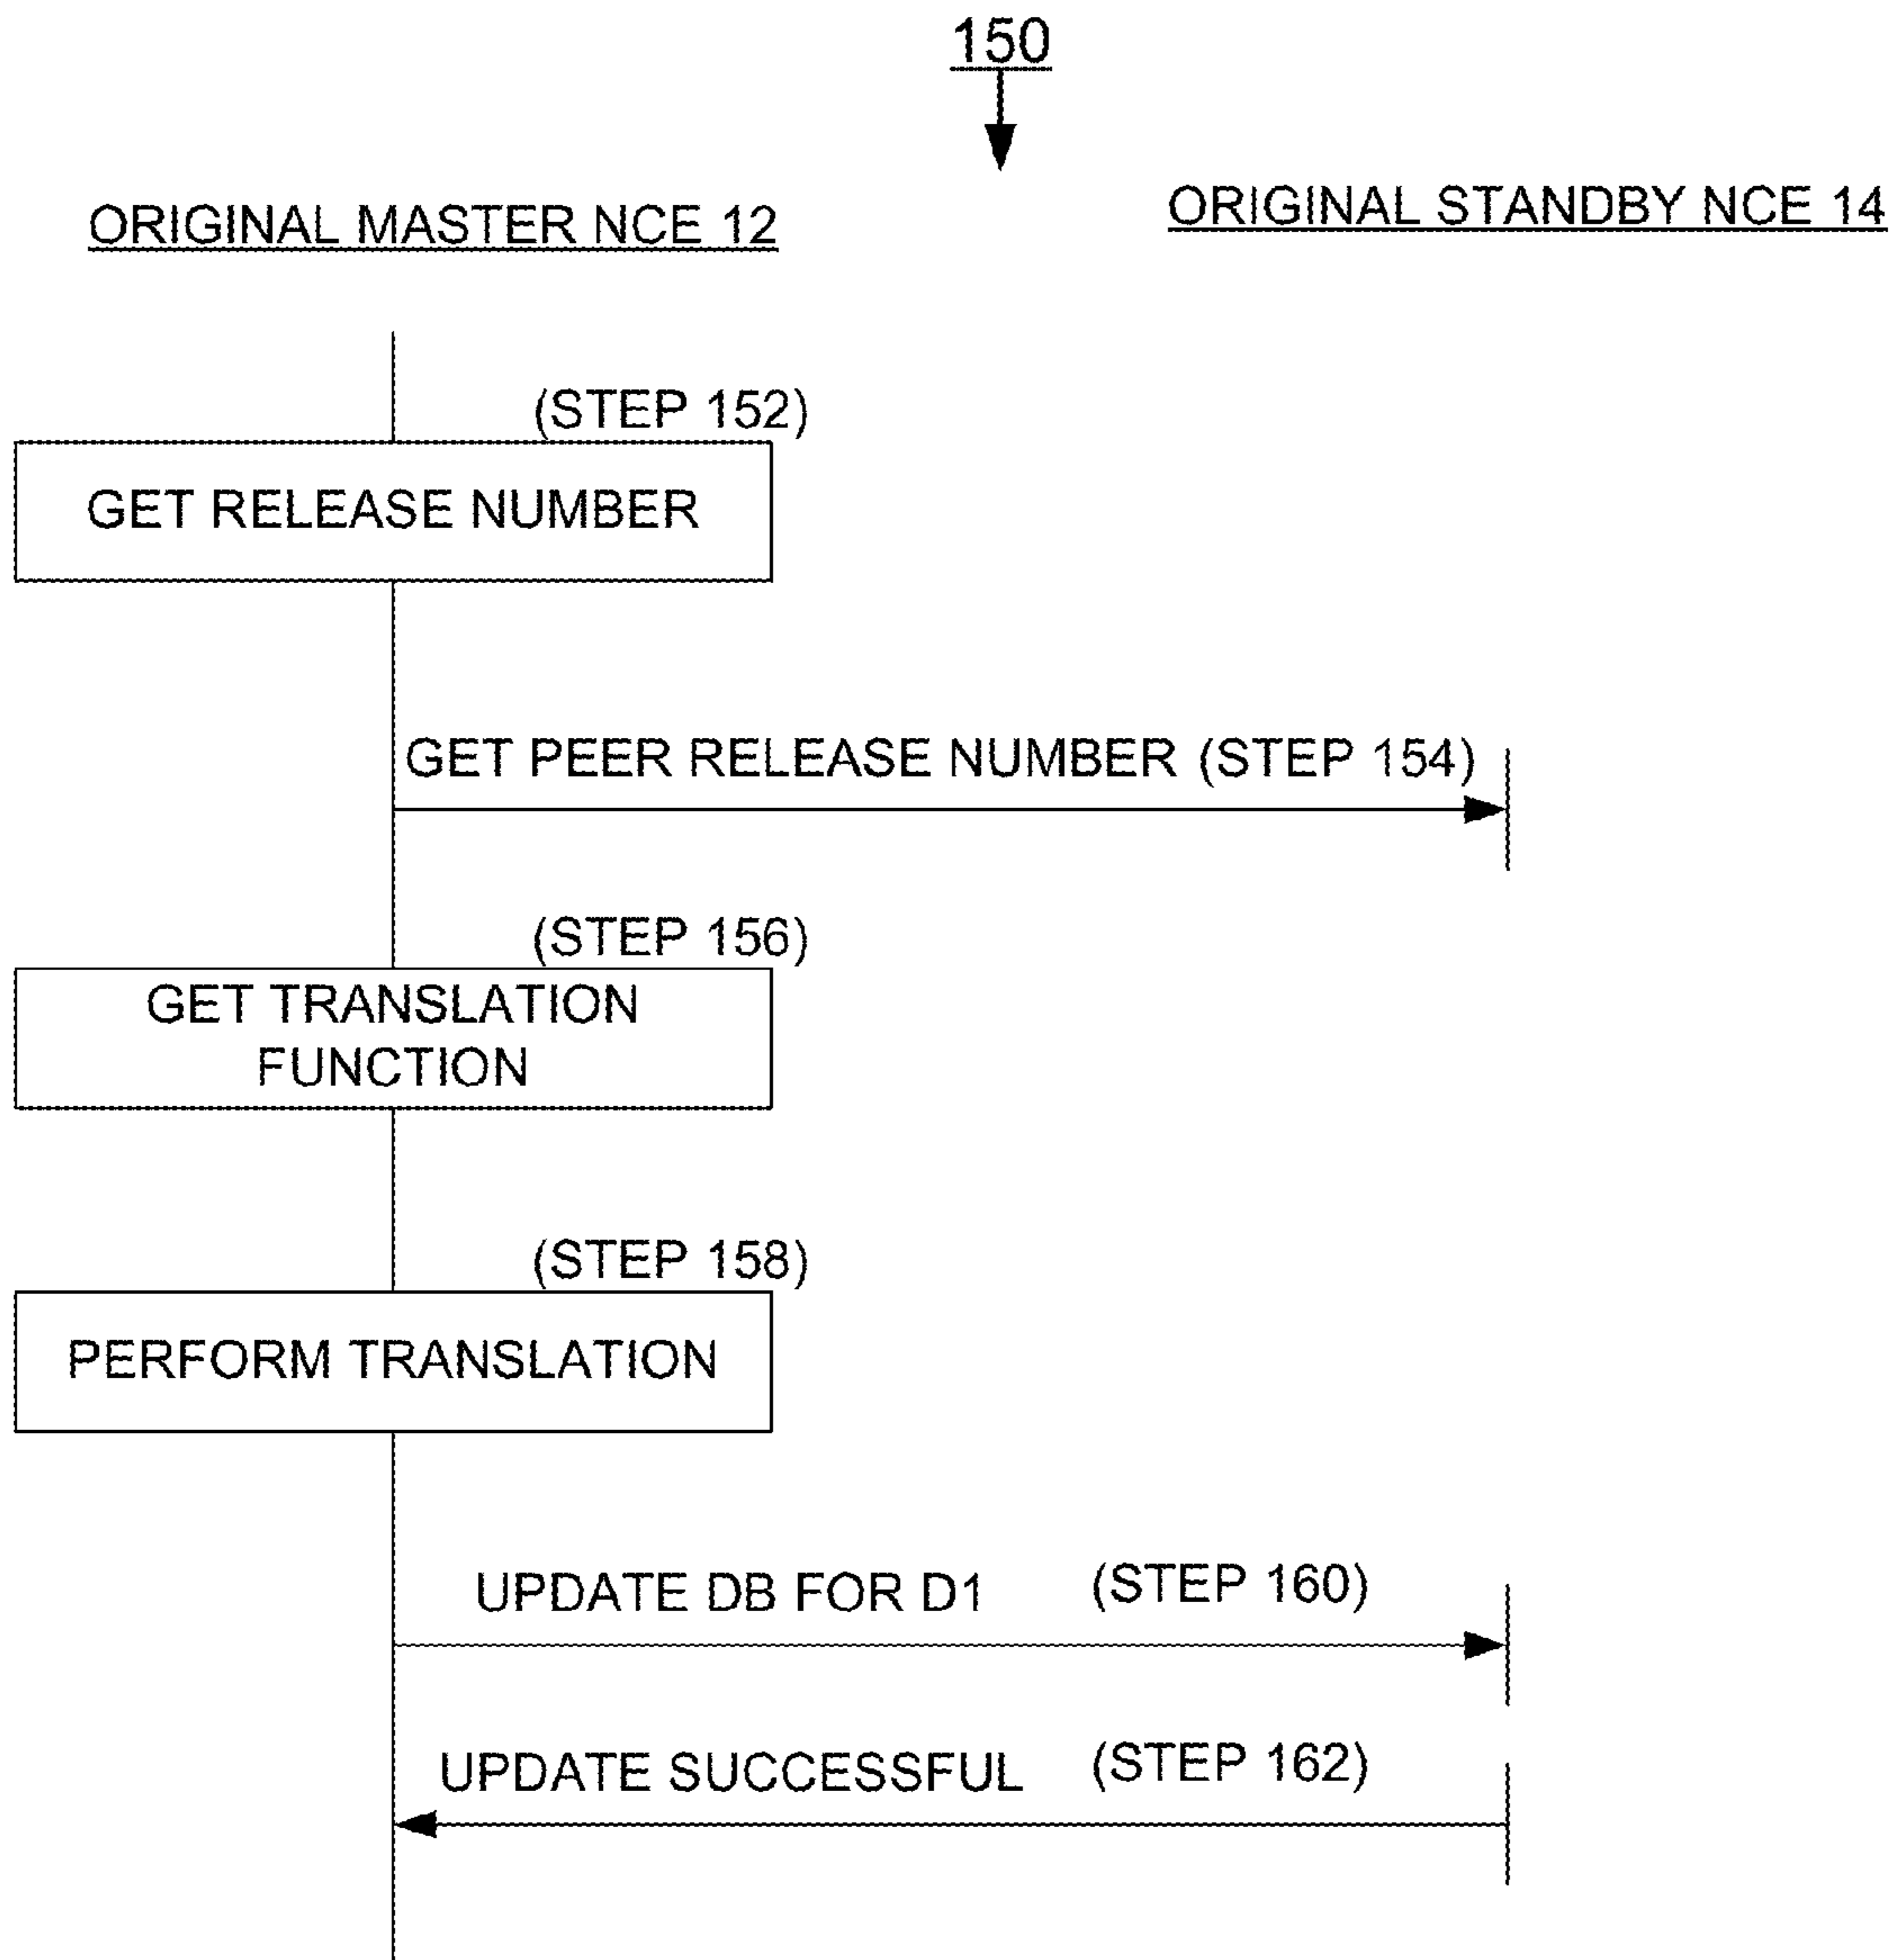 150
ORIGINAL MASTER NCE 12
ORIGINAL STANDBY NCE 14
(STEP 152)
GET RELEASE NUMBER
GET PEER RELEASE NUMBER (STEP 154)
(STEP 156)
GET TRANSLATION
FUNCTION
(STEP 158)
PERFORM TRANSLATION
UPDATE DB FOR D1 (STEP 160)
UPDATE SUCCESSFUL (STEP 162)